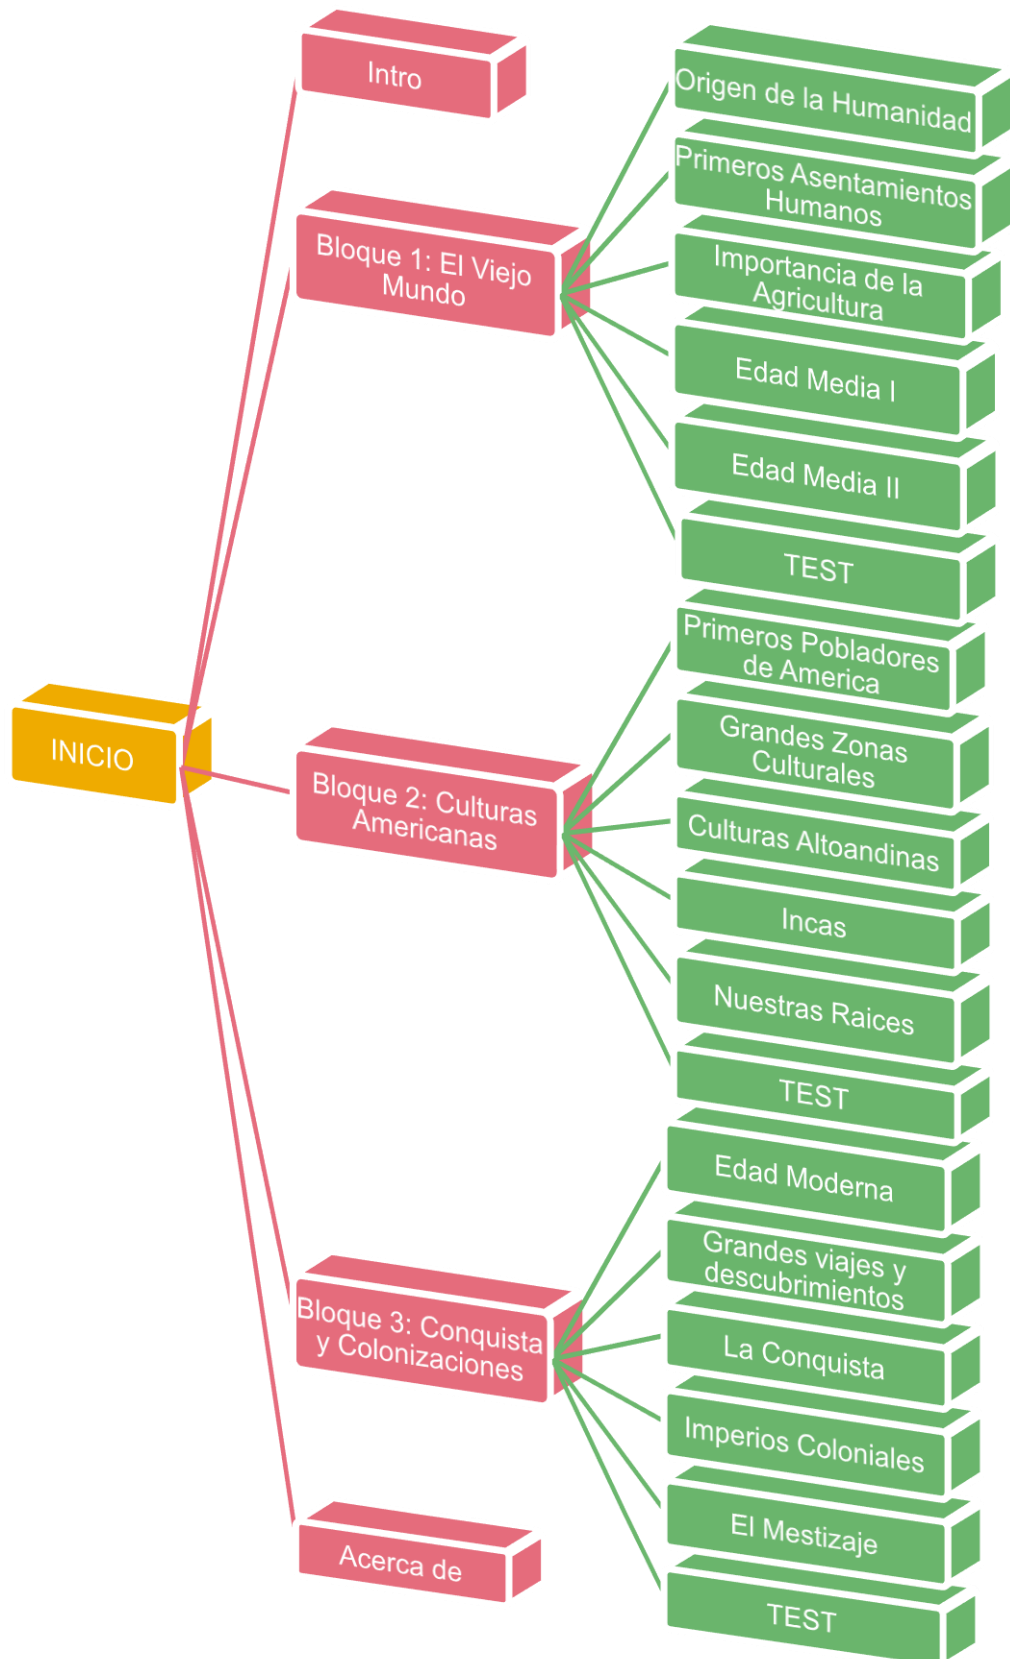 INICIO
Intro
Bloque 1: El Viejo
Mundo
Origen de la Humanidad
Primeros Asentamientos
Humanos
Importancia de la
Agricultura
Edad Media I
Edad Media II
TEST
Bloque 2: Culturas
Americanas
Primeros Pobladores
de America
Grandes Zonas
Culturales
Culturas Altoandinas
Incas
Nuestras Raices
TEST
Bloque 3: Conquista
y Colonizaciones
Edad Moderna
Grandes viajes y
descubrimientos
La Conquista
Imperios Coloniales
El Mestizaje
TEST
Acerca de